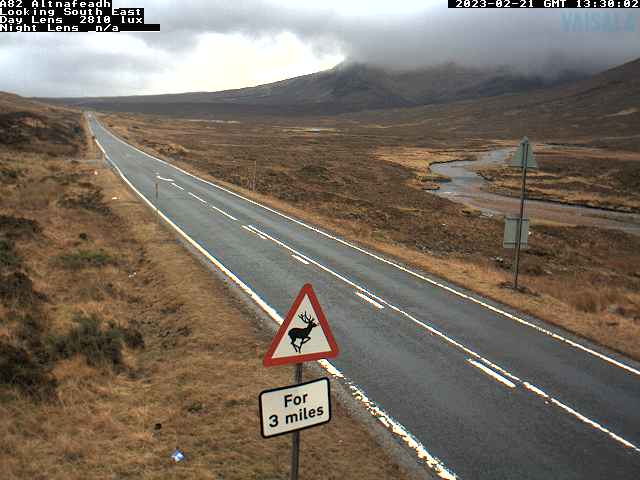 A82 Altnafeadh
Looking South East
Day Lens 2810 lux
Night Lens n/a
2023-02-21 GMT 13:30:02
VAISALA
For
3 miles